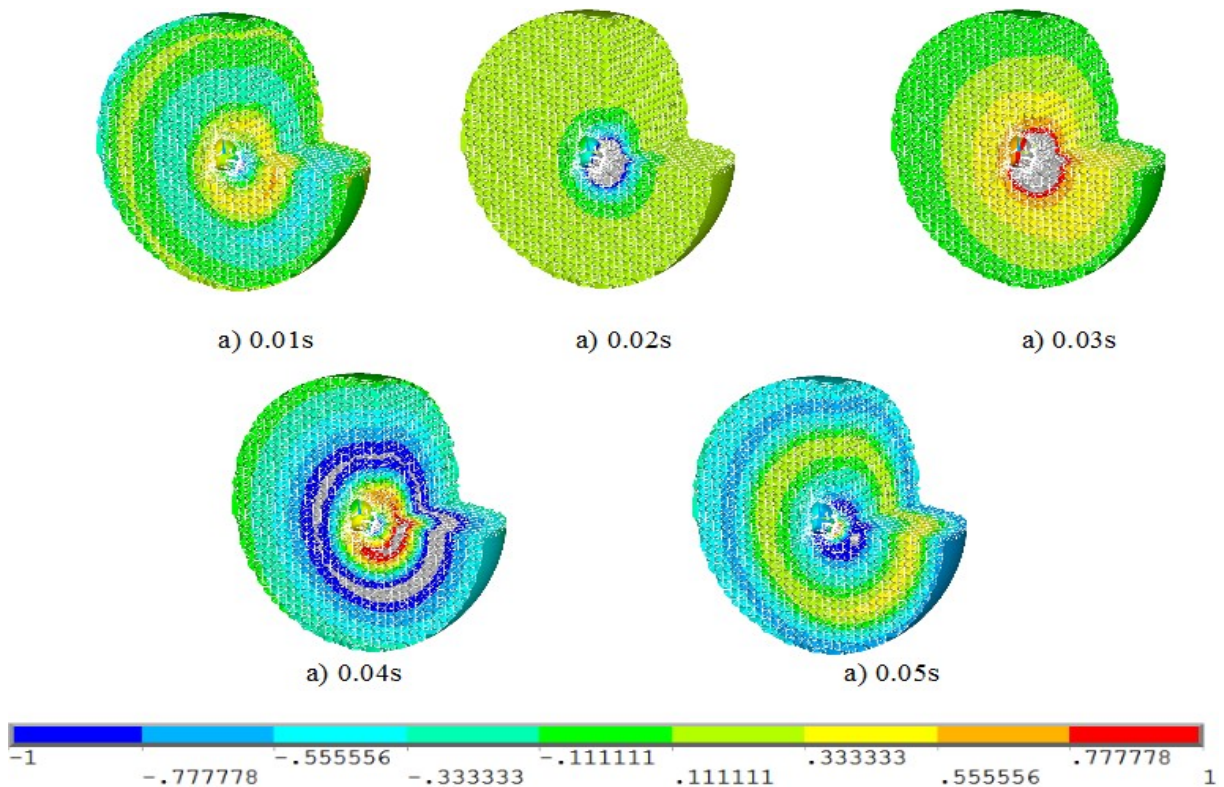 a) 0.01s
a) 0.02s
a) 0.03s
a) 0.04s
a) 0.05s
-1 -.555556 -.111111 .333333 .777778
-.777778 -.333333 .111111 .555556 1